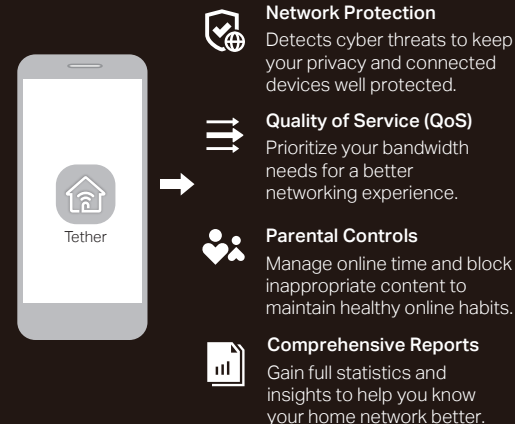 Tether
Network Protection
Detects cyber threats to keep
your privacy and connected
devices well protected.
Quality of Service (QoS)
Prioritize your bandwidth
needs for a better
networking experience.
Parental Controls
Manage online time and block
inappropriate content to
maintain healthy online habits.
Comprehensive Reports
Gain full statistics and
insights to help you know
your home network better.